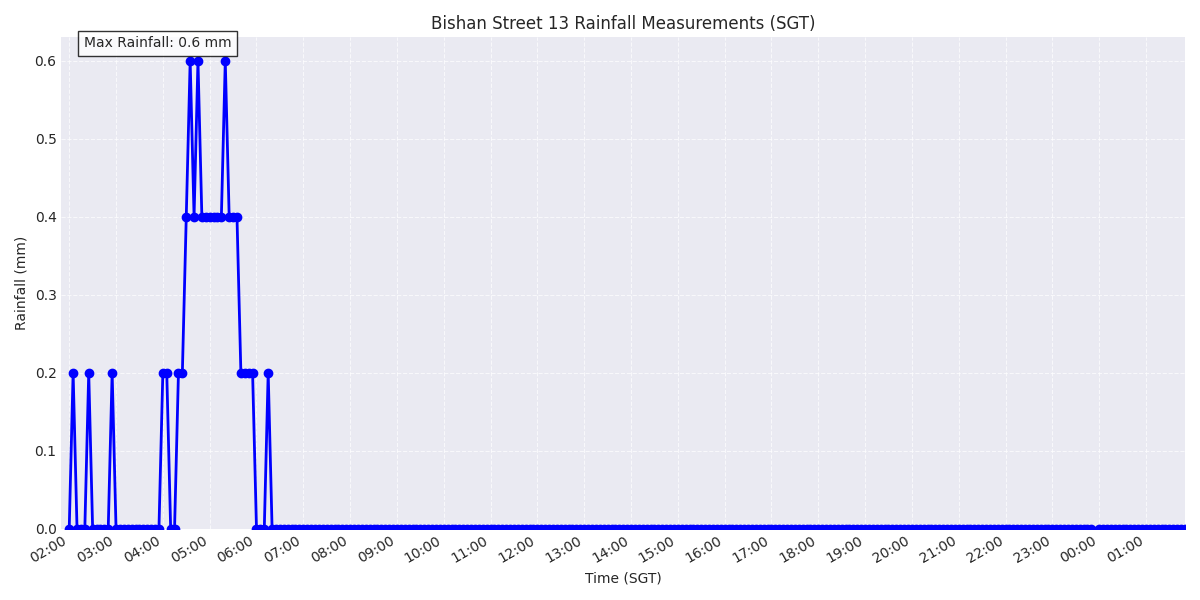 Bishan Street 13 Rainfall Measurements (SGT)
Max Rainfall: 0.6 mm
Rainfall (mm)
0.6
0.5
0.4
0.3
0.2
0.1
0.0
02:00 03:00 04:00 05:00 06:00 07:00 08:00 09:00 10:00 11:00 12:00 13:00 14:00 15:00 16:00 17:00 18:00 19:00 20:00 21:00 22:00 23:00 00:00 01:00
Time (SGT)